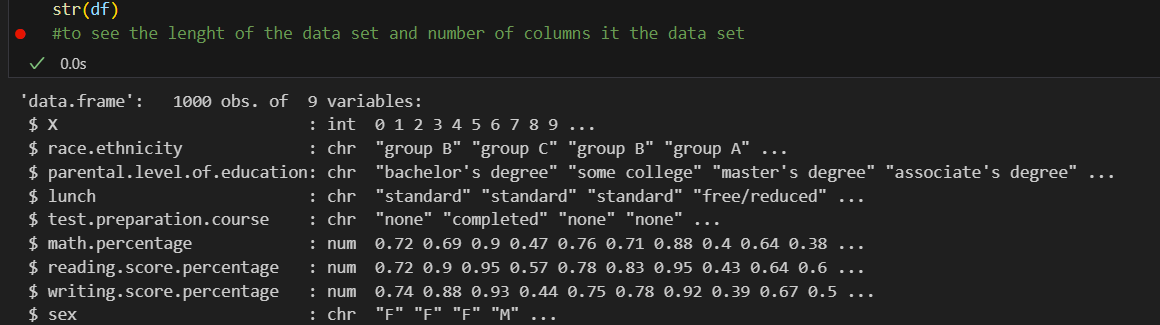 str(df)
#to see the lenght of the data set and number of columns it the data set
✓ 0.0s
'data.frame':   1000 obs. of  9 variables:
 $ X                          : int  0 1 2 3 4 5 6 7 8 9 ...
 $ race.ethnicity             : chr  "group B" "group C" "group B" "group A" ...
 $ parental.level.of.education: chr  "bachelor's degree" "some college" "master's degree" "associate's degree" ...
 $ lunch                      : chr  "standard" "standard" "standard" "free/reduced" ...
 $ test.preparation.course    : chr  "none" "completed" "none" "none" ...
 $ math.percentage            : num  0.72 0.69 0.9 0.47 0.76 0.71 0.88 0.4 0.64 0.38 ...
 $ reading.score.percentage   : num  0.72 0.9 0.95 0.57 0.78 0.83 0.95 0.43 0.64 0.6 ...
 $ writing.score.percentage   : num  0.74 0.88 0.93 0.44 0.75 0.78 0.92 0.39 0.67 0.5 ...
 $ sex                        : chr  "F" "F" "F" "M" ...